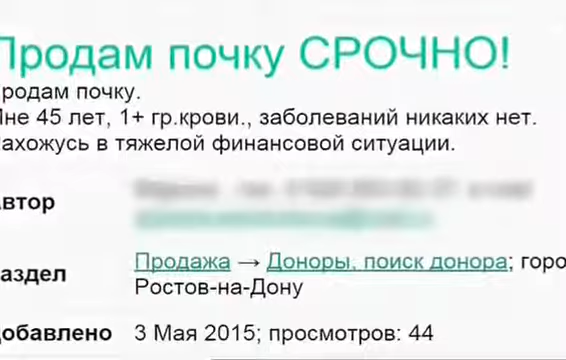 Продам почку СРОЧНО!
родам почку.
не 45 лет, 1+ гр.крови., заболеваний никаких нет.
ахожусь в тяжелой финансовой ситуации.
втор
аздел
Продажа → Доноры, поиск донора; горо
Ростов-на-Дону
обавлено 3 Мая 2015; просмотров: 44